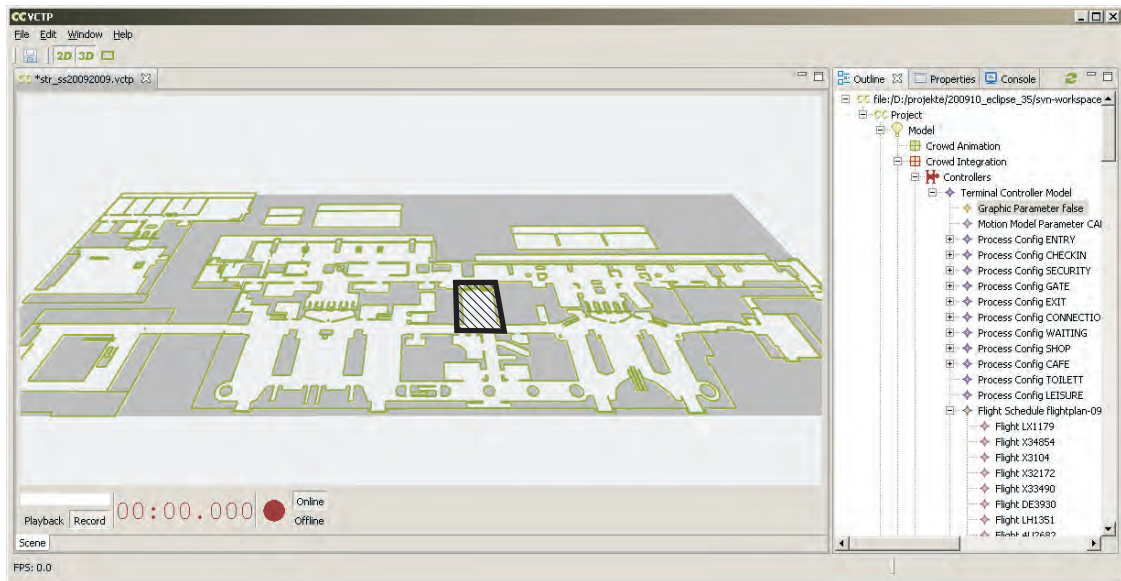 CC VCTP
File Edit Window Help
2D 3D
*str_ss20092009.vctp
Playback Record 00:00.000 Online
Offline
Scene
FPS: 0.0
Outline Properties Console
file:/D:/projekte/200910_eclipse_35/svn-workspace
Project
Model
Crowd Animation
Crowd Integration
Controllers
Terminal Controller Model
Graphic Parameter false
Motion Model Parameter CAI
Process Config ENTRY
Process Config CHECKIN
Process Config SECURITY
Process Config GATE
Process Config EXIT
Process Config CONNECTIO
Process Config WAITING
Process Config SHOP
Process Config CAFE
Process Config TOILETT
Process Config LEISURE
Flight Schedule flightplan-09
Flight LX1179
Flight X34854
Flight X3104
Flight X32172
Flight X33490
Flight DE3930
Flight LH1351
Flight 4U2682